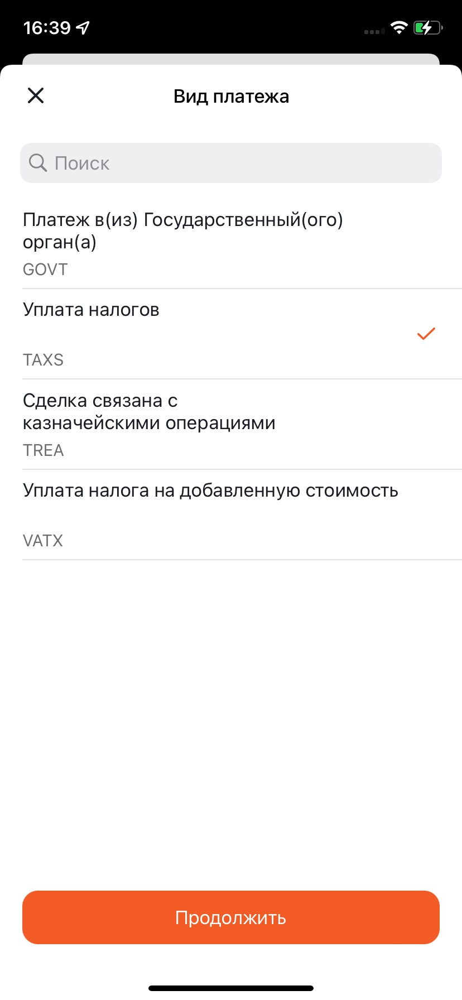 16:39
Вид платежа
Поиск
Платеж в(из) Государственный(ого)
орган(а)
GOVT
Уплата налогов
TAXS
Сделка связана с
казначейскими операциями
TREA
Уплата налога на добавленную стоимость
VATX
Продолжить